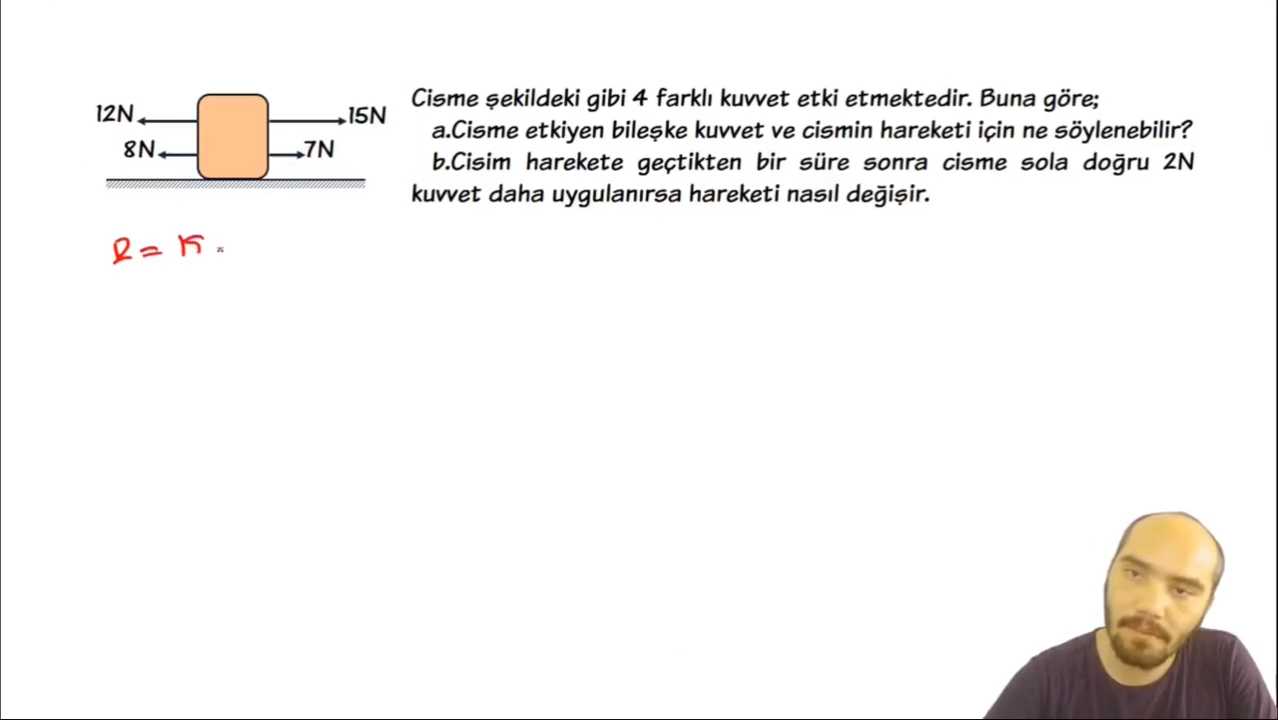 12N
15N
8N
7N
Cisme şekildeki gibi 4 farklı kuvvet etki etmektedir. Buna göre;
a.Cisme etkiyen bileşke kuvvet ve cismin hareketi için ne söylenebilir?
b.Cisim harekete geçtikten bir süre sonra cisme sola doğru 2N
kuvvet daha uygulanırsa hareketi nasıl değişir.
R = 15